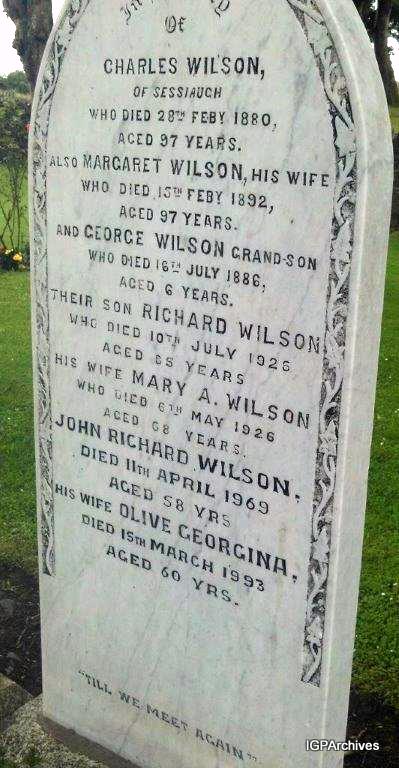 Of
CHARLES WILSON,
OF SESSIAUGH
WHO DIED 28TH FEBY 1880,
AGED 97 YEARS.
ALSO MARGARET WILSON, HIS WIFE
WHO DIED 15TH FEBY 1892,
AGED 97 YEARS.
AND GEORGE WILSON GRAND-SON
WHO DIED 16TH JULY 1886,
AGED 6 YEARS.
THEIR SON RICHARD WILSON
WHO DIED 10TH JULY 1926
AGED 85 YEARS
HIS WIFE MARY A. WILSON
WHO DIED 6TH MAY 1926
AGED 68 YEARS.
JOHN RICHARD WILSON,
DIED 11TH APRIL 1969
AGED 58 YRS
HIS WIFE OLIVE GEORGINA,
DIED 15TH MARCH 1993
AGED 60 YRS.
"TILL WE MEET AGAIN"
IGPArchives